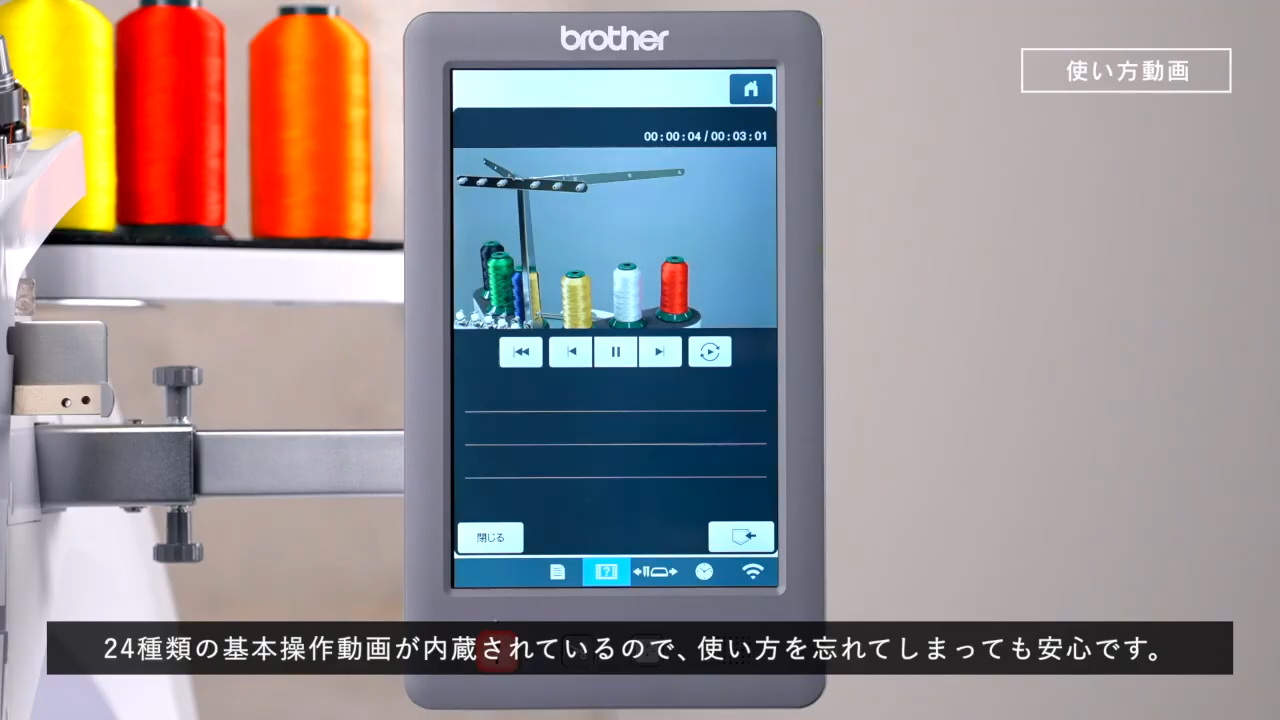 brother
使い方動画
00:00:04/00:03:01
閉じる
24種類の基本操作動画が内蔵されているので、使い方を忘れてしまっても安心です。